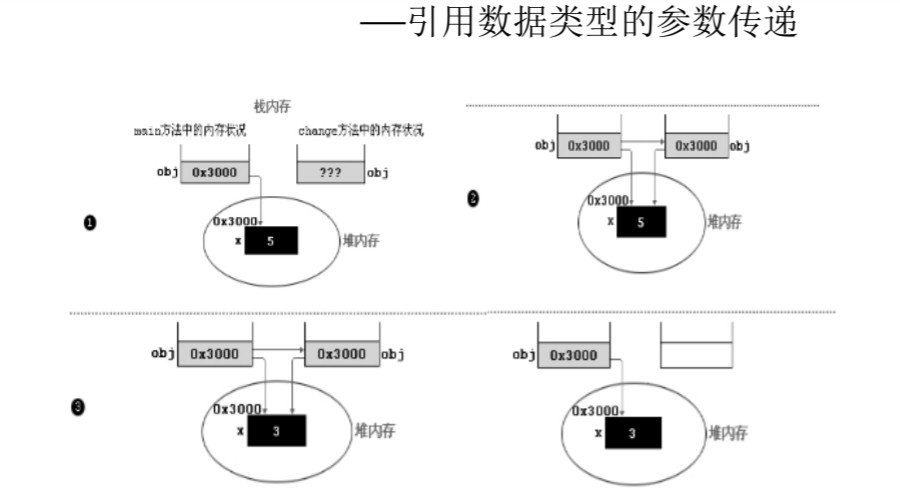 ——引用数据类型的参数传递
栈内存
main方法中的内存状况
change方法中的内存状况
obj 0x3000
??? obj
0x3000
x 5
堆内存
❶
obj 0x3000
0x3000 obj
0x3000
x 5
堆内存
❷
obj 0x3000
0x3000 obj
0x3000
x 3
堆内存
❸
obj 0x3000
0x3000
x 3
堆内存